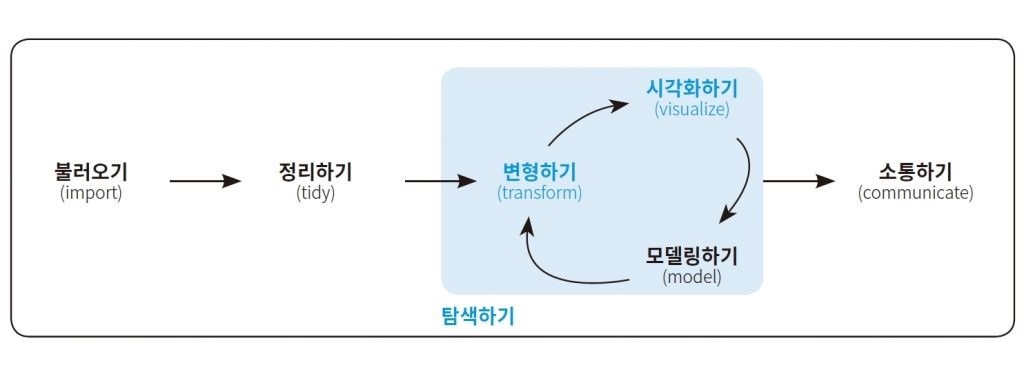 불러오기
(import)
정리하기
(tidy)
변형하기
(transform)
시각화하기
(visualize)
모델링하기
(model)
탐색하기
소통하기
(communicate)